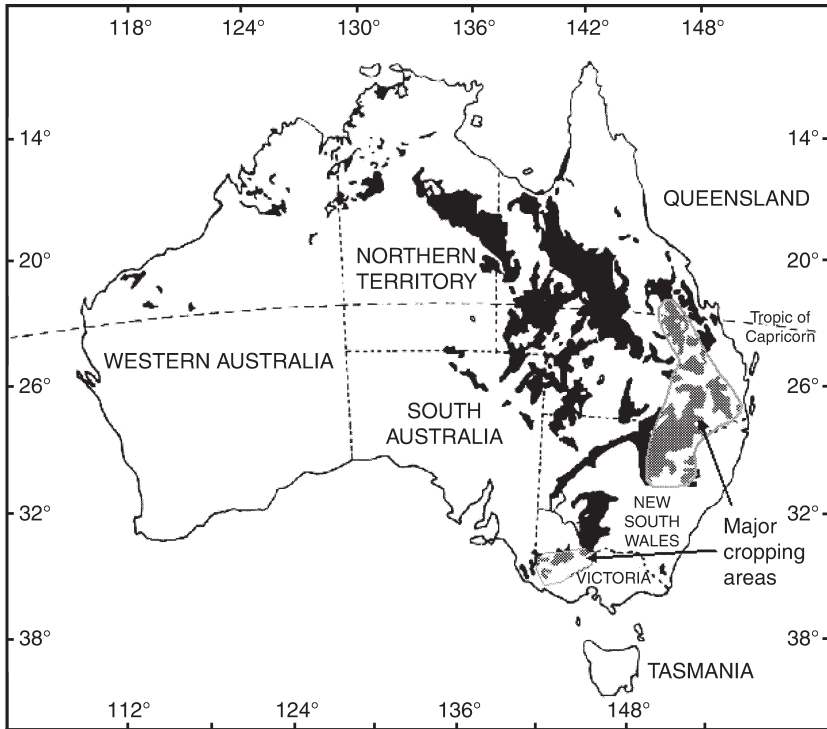 118° 124° 130° 136° 142° 148°
14° 14°
QUEENSLAND
20° 20°
NORTHERN
TERRITORY
Tropic of
Capricorn
WESTERN AUSTRALIA
26° 26°
SOUTH
AUSTRALIA
32° 32°
NEW
SOUTH
WALES
Major
cropping
areas
VICTORIA
38° 38°
TASMANIA
112° 124° 136° 148°